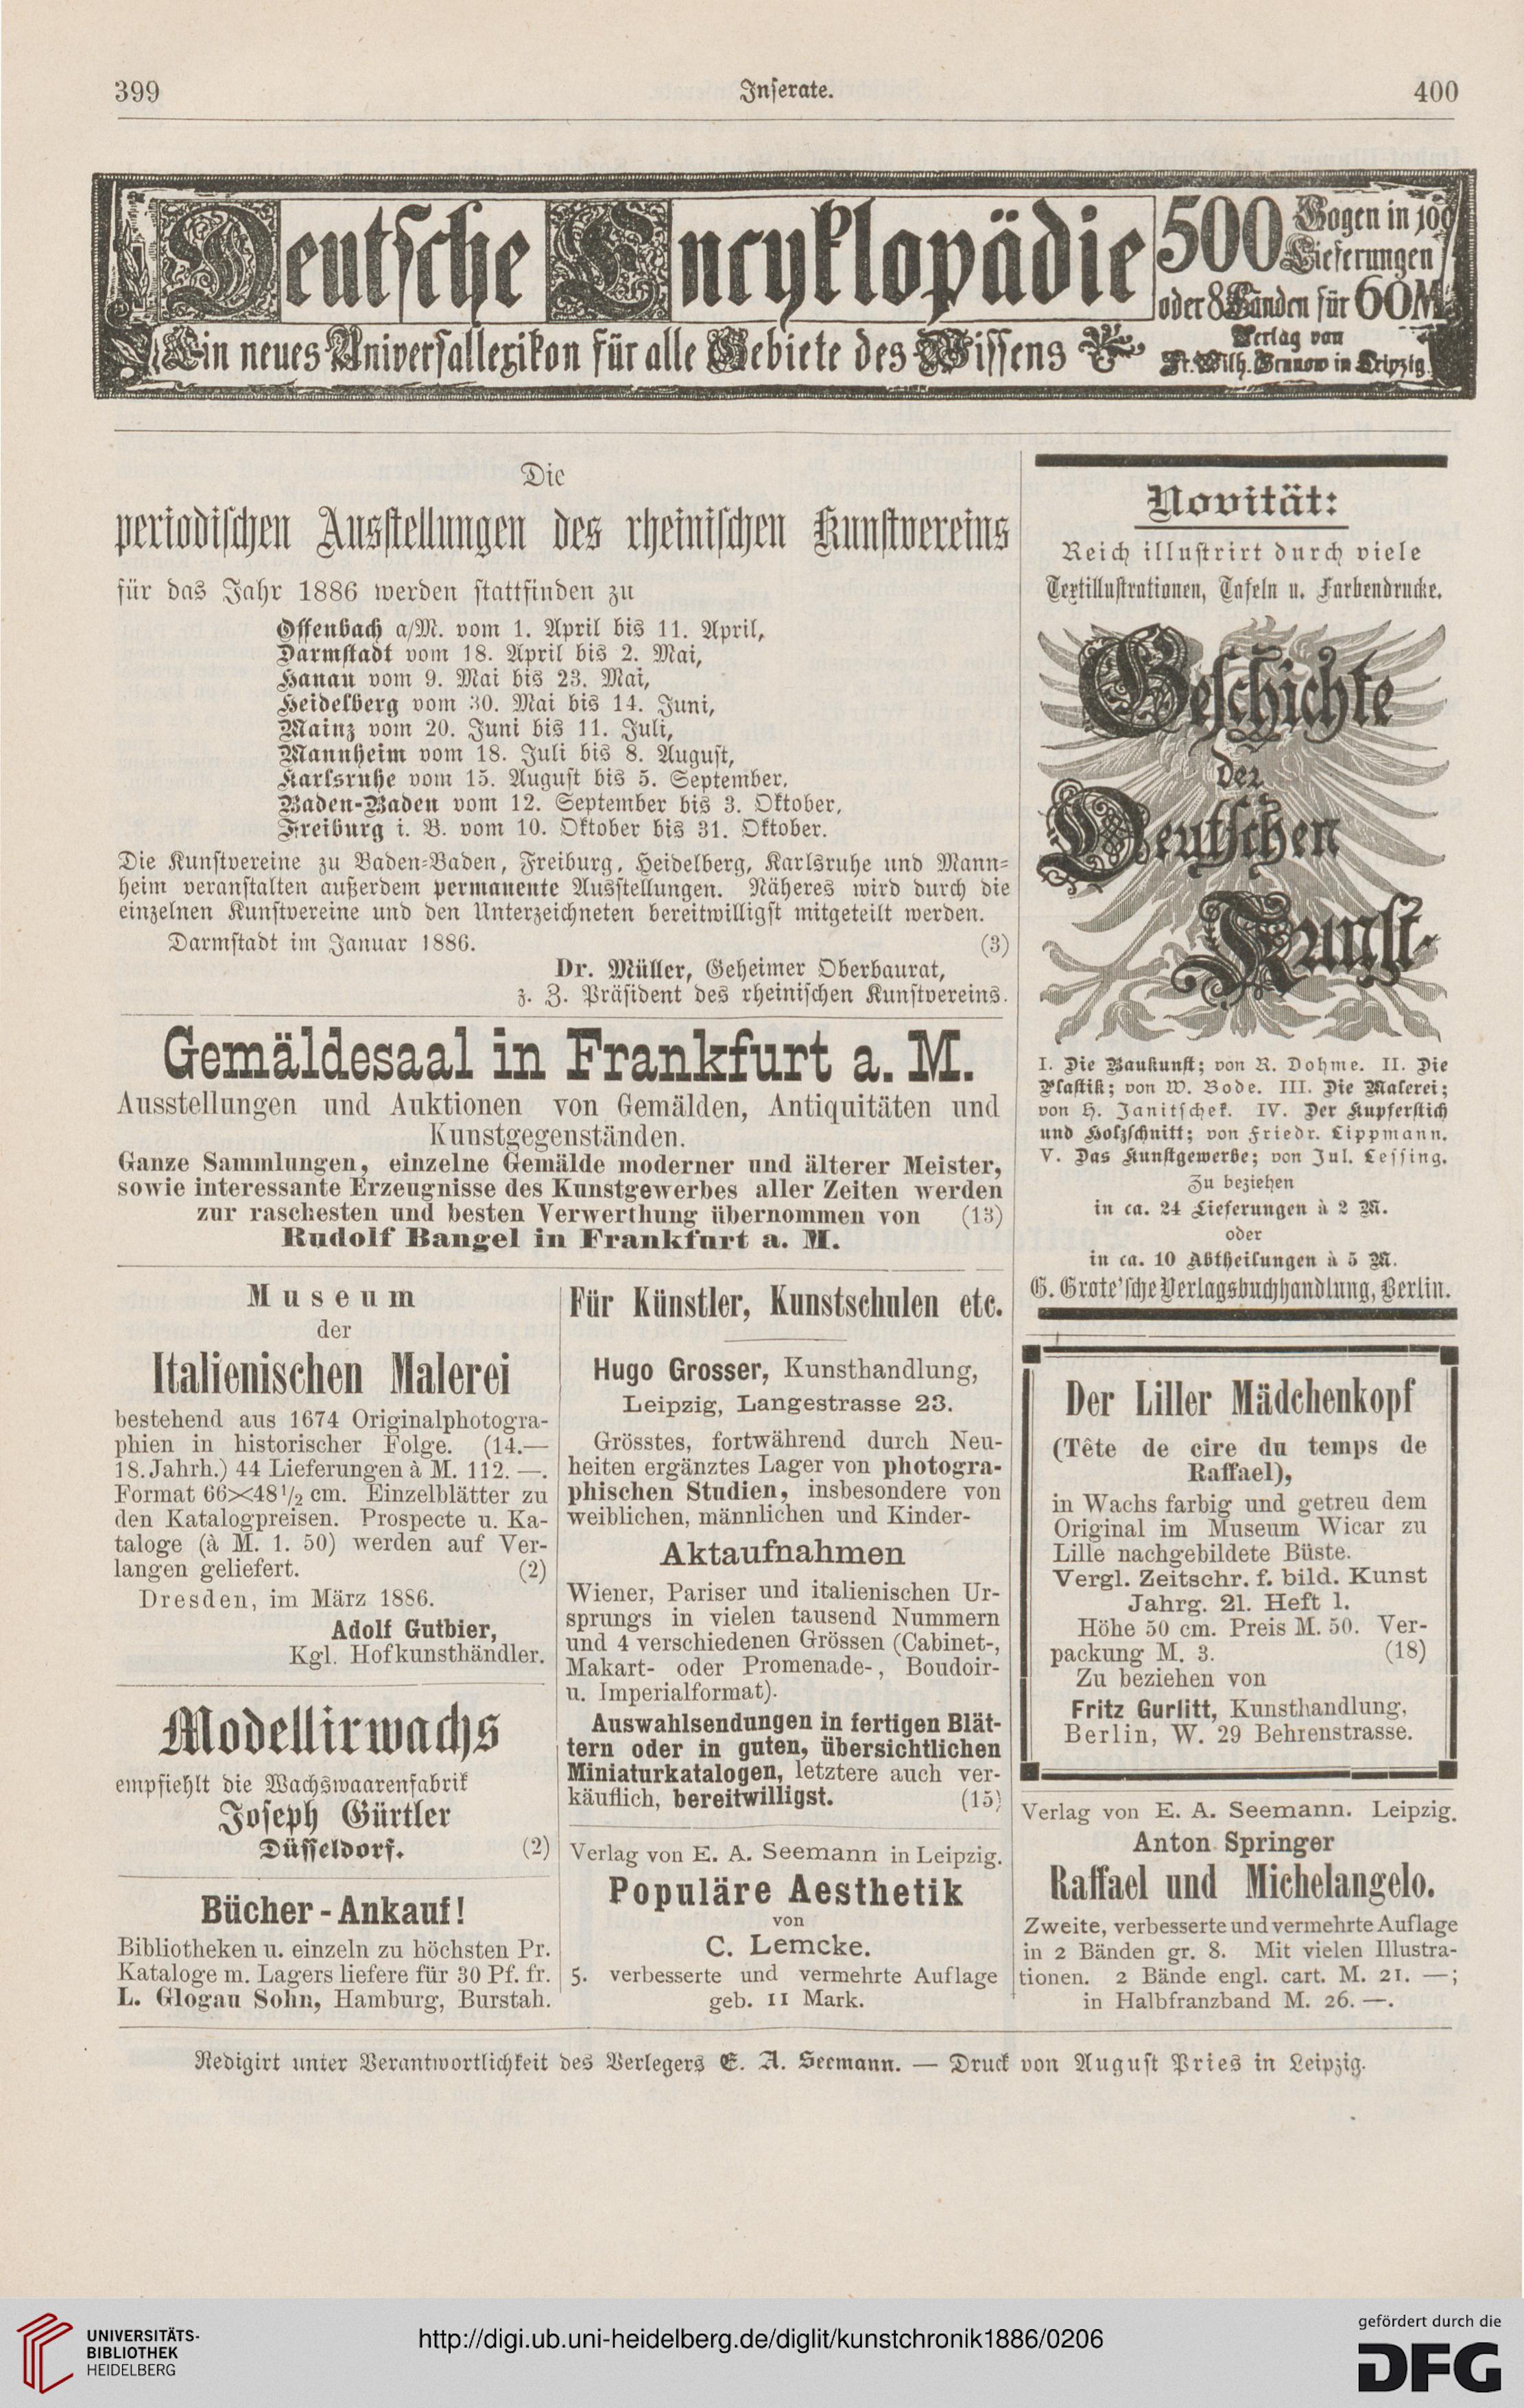 399
Inserate.
400
Deutsche Encyklopädie
500 Bogen in 100
Lieferungen
oder 8 Bänden für 60 M
Ein neues Universallexikon für alle Gebiete des Wissens
Verlag von
Fr. Wilh. Grunow in Leipzig.
Die
periodischen Ausstellungen des rheinischen Kunstvereins
für das Jahr 1886 werden stattfinden zu
Offenbach a/M. vom 1. April bis 11. April,
Darmstadt vom 18. April bis 2. Mai,
Hanau vom 9. Mai bis 23. Mai,
Heidelberg vom 30. Mai bis 14. Juni,
Mainz vom 20. Juni bis 11. Juli,
Mannheim vom 18. Juli bis 8. August,
Karlsruhe vom 15. August bis 5. September,
Baden-Baden vom 12. September bis 3. Oktober,
Freiburg i. B. vom 10. Oktober bis 31. Oktober.
Die Kunstvereine zu Baden-Baden, Freiburg, Heidelberg, Karlsruhe und Mann-
heim veranstalten außerdem permanente Ausstellungen. Näheres wird durch die
einzelnen Kunstvereine und den Unterzeichneten bereitwilligst mitgeteilt werden.
Darmstadt im Januar 1886. (3)
Dr. Müller, Geheimer Oberbaurat,
z. Z. Präsident des rheinischen Kunstvereins.
Gemäldesaal in Frankfurt a. M.
Ausstellungen und Auktionen von Gemälden, Antiquitäten und
Kunstgegenständen.
Ganze Sammlungen, einzelne Gemälde moderner und älterer Meister,
sowie interessante Erzeugnisse des Kunstgewerbes aller Zeiten werden
zur raschesten und besten Verwerthung übernommen von (13)
Rudolf Bangel in Frankfurt a. M.
Museum
der
Italienischen Malerei
bestehend aus 1674 Originalphotogra-
phien in historischer Folge. (14.—
18. Jahrh.) 44 Lieferungen à M. 112. —.
Format 66×48½ cm. Einzelblätter zu
den Katalogpreisen. Prospecte u. Ka-
taloge (à M. 1. 50) werden auf Ver-
langen geliefert. (2)
Dresden, im März 1886.
Adolf Gutbier,
Kgl. Hofkunsthändler.
Modellirwachs
empfiehlt die Wachswaarenfabrik
Joseph Gürtler
Düsseldorf. (2)
Bücher-Ankauf!
Bibliotheken u. einzeln zu höchsten Pr.
Kataloge m. Lagers liefere für 30 Pf. fr.
L. Glogau Sohn, Hamburg, Burstah.
Für Künstler, Kunstschulen etc.
Hugo Grosser, Kunsthandlung,
Leipzig, Langestrasse 23.
Grösstes, fortwährend durch Neu-
heiten ergänztes Lager von photogra-
phischen Studien, insbesondere von
weiblichen, männlichen und Kinder-
Aktaufnahmen
Wiener, Pariser und italienischen Ur-
sprungs in vielen tausend Nummern
und 4 verschiedenen Grössen (Cabinet-,
Makart- oder Promenade-, Boudoir-
u. Imperialformat).
Auswahlsendungen in fertigen Blät-
tern oder in guten, übersichtlichen
Miniaturkatalogen, letztere auch ver-
käuflich, bereitwilligst. (15)
Verlag von E. A. Seemann in Leipzig.
Populäre Aesthetik
von
C. Lemcke.
5. verbesserte und vermehrte Auflage
geb. 11 Mark.
Novität:
Reich illustrirt durch viele
Textillustrationen, Tafeln u. Farbendrucke.
Geschichte
der
Deutschen
Kunst.
I. Die Baukunst; von R. Dohme. II. Die
Plastik; von W. Bode. III. Die Malerei;
von H. Janitschek. IV. Der Kupferstich
und Holzschnitt; von Friedr. Lippmann.
V. Das Kunstgewerbe; von Jul. Lessing.
Zu beziehen
in ca. 24 Lieferungen à 2 M.
oder
in ca. 10 Abtheilungen à 5 M.
G. Grote'sche Verlagsbuchhandlung, Berlin.
Der Liller Mädchenkopf
(Tête de cire du temps de
Raffael),
in Wachs farbig und getreu dem
Original im Museum Wicar zu
Lille nachgebildete Büste.
Vergl. Zeitschr. f. bild. Kunst
Jahrg. 21. Heft 1.
Höhe 50 cm. Preis M. 50. Ver-
packung M. 3. (18)
Zu beziehen von
Fritz Gurlitt, Kunsthandlung,
Berlin, W. 29 Behrenstrasse.
Verlag von E. A. Seemann. Leipzig.
Anton Springer
Raffael und Michelangelo.
Zweite, verbesserte und vermehrte Auflage
in 2 Bänden gr. 8. Mit vielen Illustra-
tionen. 2 Bände engl. cart. M. 21. —;
in Halbfranzband M. 26. —.
Redigirt unter Verantwortlichkeit des Verlegers E. A. Seemann. — Druck von August Pries in Leipzig.
UNIVERSITÄTS-
BIBLIOTHEK
HEIDELBERG
http://digi.ub.uni-heidelberg.de/diglit/kunstchronik1886/0206
gefördert durch die
DFG